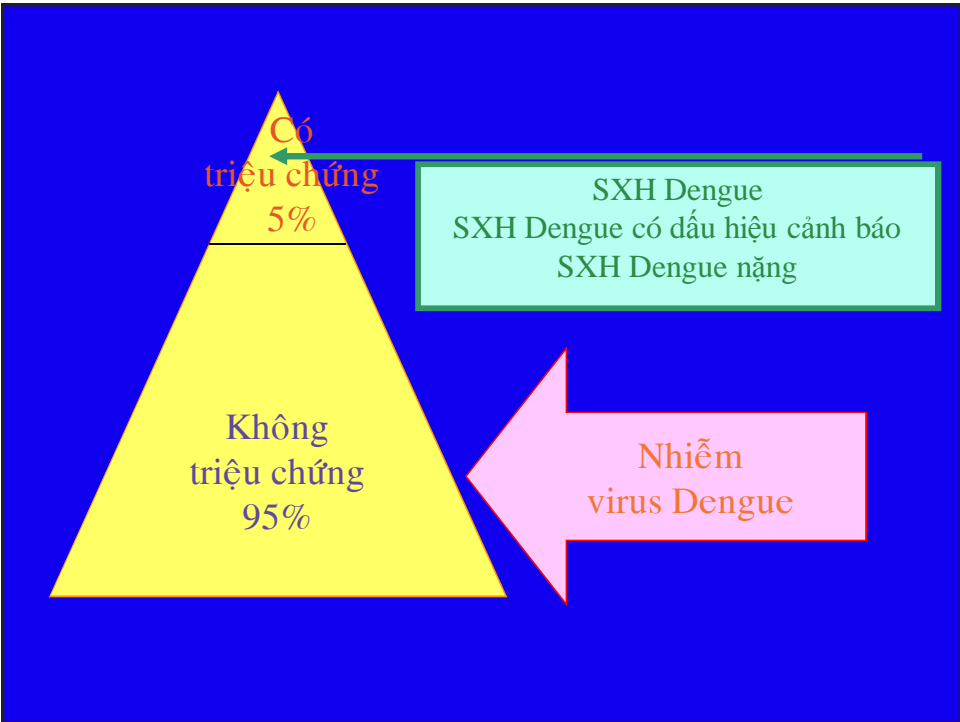 Có
triệu chứng
5%
SXH Dengue
SXH Dengue có dấu hiệu cảnh báo
SXH Dengue nặng
Không
triệu chứng
95%
Nhiễm
virus Dengue